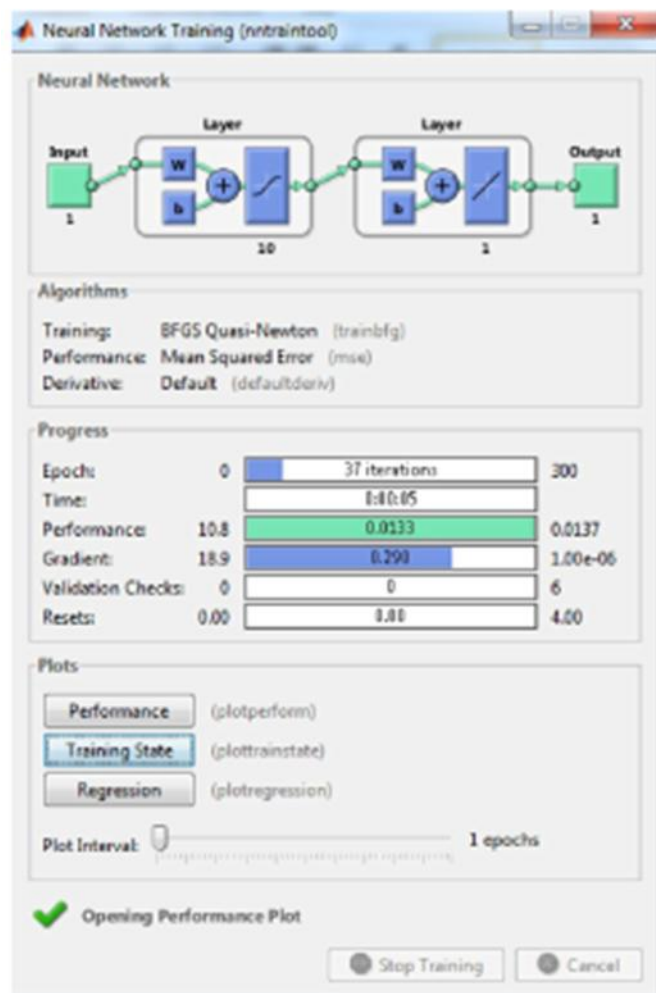 Neural Network Training (nntraintool)
Neural Network
Layer
Layer
Input
Output
W
W
b
b
1
10
1
1
Algorithms
Training: BFGS Quasi-Newton (trainbfg)
Performance: Mean Squared Error (mse)
Derivative: Default (defaultderiv)
Progress
Epoch: 0 37 iterations 300
Time: 0:00:05
Performance: 10.8 0.0133 0.0137
Gradient: 18.9 0.290 1.00e-06
Validation Checks: 0 0 6
Resets: 0.00 0.00 4.00
Plots
Performance (plotperform)
Training State (plottrainstate)
Regression (plotregression)
Plot Interval: 1 epochs
Opening Performance Plot
Stop Training Cancel